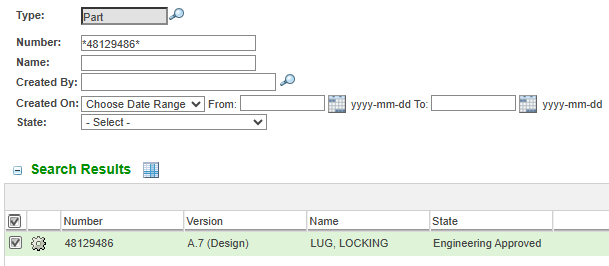 Type: Part
Number: *48129486*
Name:
Created By:
Created On: Choose Date Range From: yyyy-mm-dd To: yyyy-mm-dd
State: - Select -
Search Results
Number Version Name State
48129486 A.7 (Design) LUG, LOCKING Engineering Approved